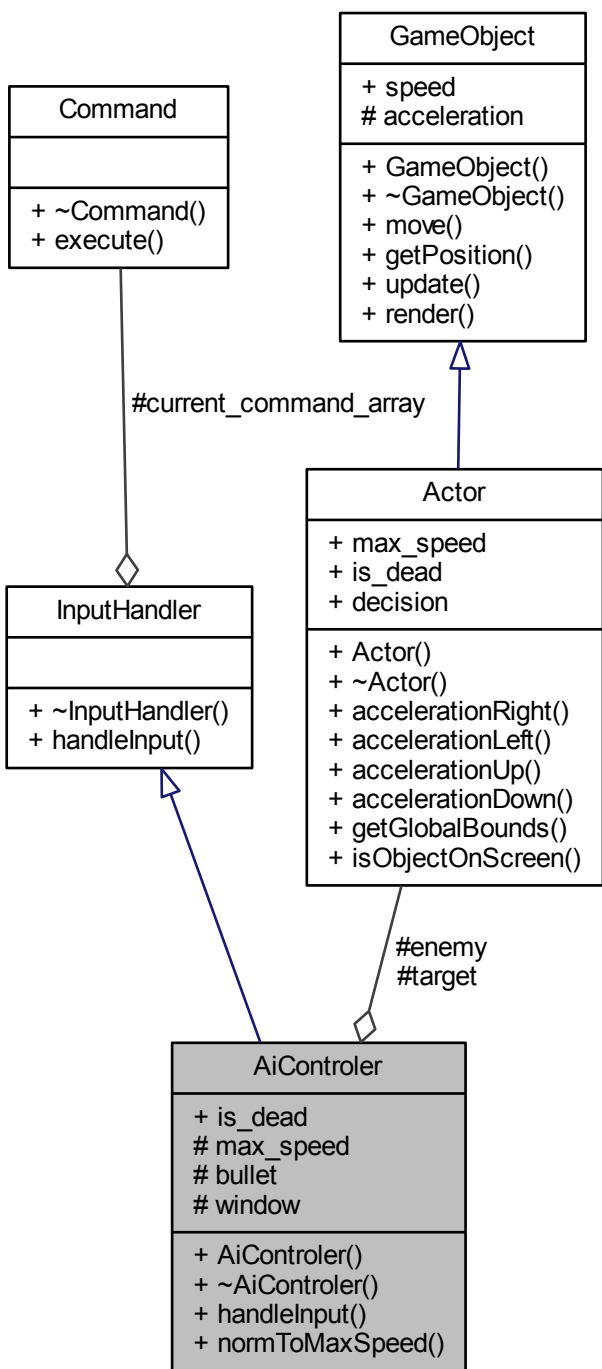 GameObject
+ speed
# acceleration
+ GameObject()
+ ~GameObject()
+ move()
+ getPosition()
+ update()
+ render()
Command
+ ~Command()
+ execute()
#current_command_array
Actor
+ max_speed
+ is_dead
+ decision
+ Actor()
+ ~Actor()
+ accelerationRight()
+ accelerationLeft()
+ accelerationUp()
+ accelerationDown()
+ getGlobalBounds()
+ isObjectOnScreen()
InputHandler
+ ~InputHandler()
+ handleInput()
#enemy
#target
AiControler
+ is_dead
# max_speed
# bullet
# window
+ AiControler()
+ ~AiControler()
+ handleInput()
+ normToMaxSpeed()